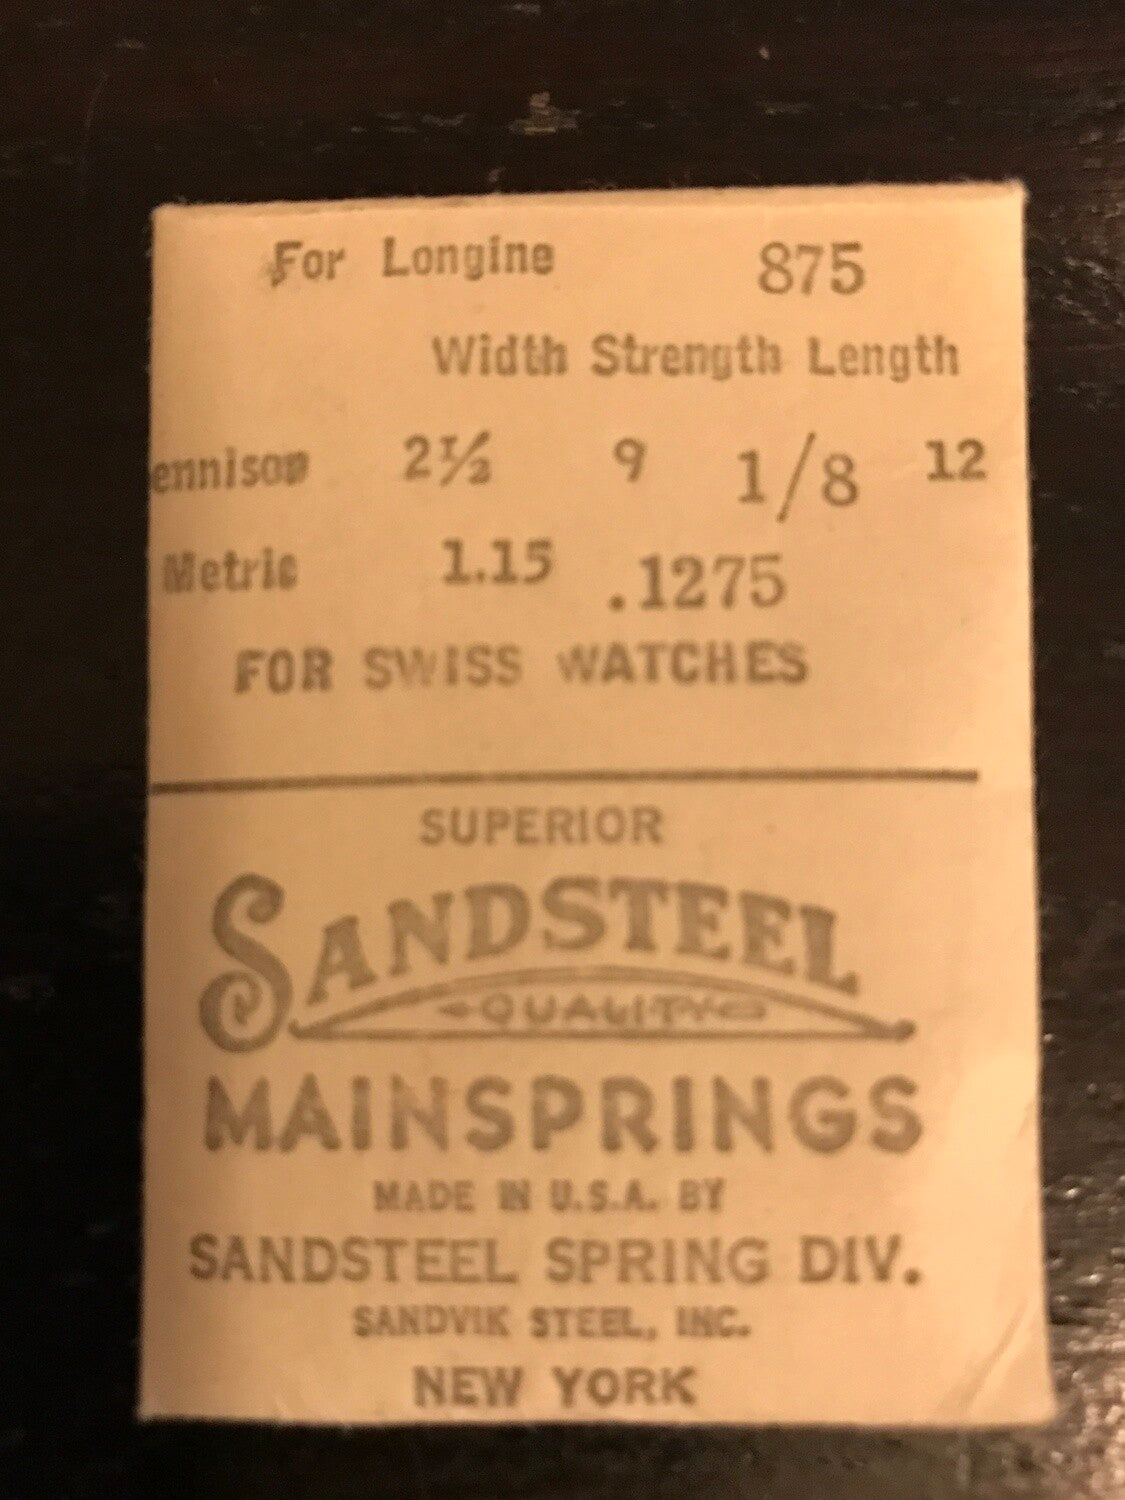 For Longine 875
Width Strength Length
ennison 2½ 9 1/8 12
Metric 1.15 .1275
FOR SWISS WATCHES
SUPERIOR
SANDSTEEL
QUALITY
MAINSPRINGS
MADE IN U.S.A. BY
SANDSTEEL SPRING DIV.
SANDVIK STEEL, INC.
NEW YORK